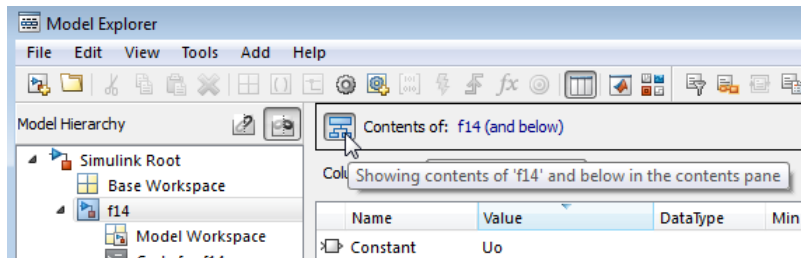 Model Explorer
File Edit View Tools Add Help
fx
Model Hierarchy
Contents of: f14 (and below)
Simulink Root
Showing contents of 'f14' and below in the contents pane
Base Workspace
f14
Name Value DataType Min
Model Workspace
Constant Uo